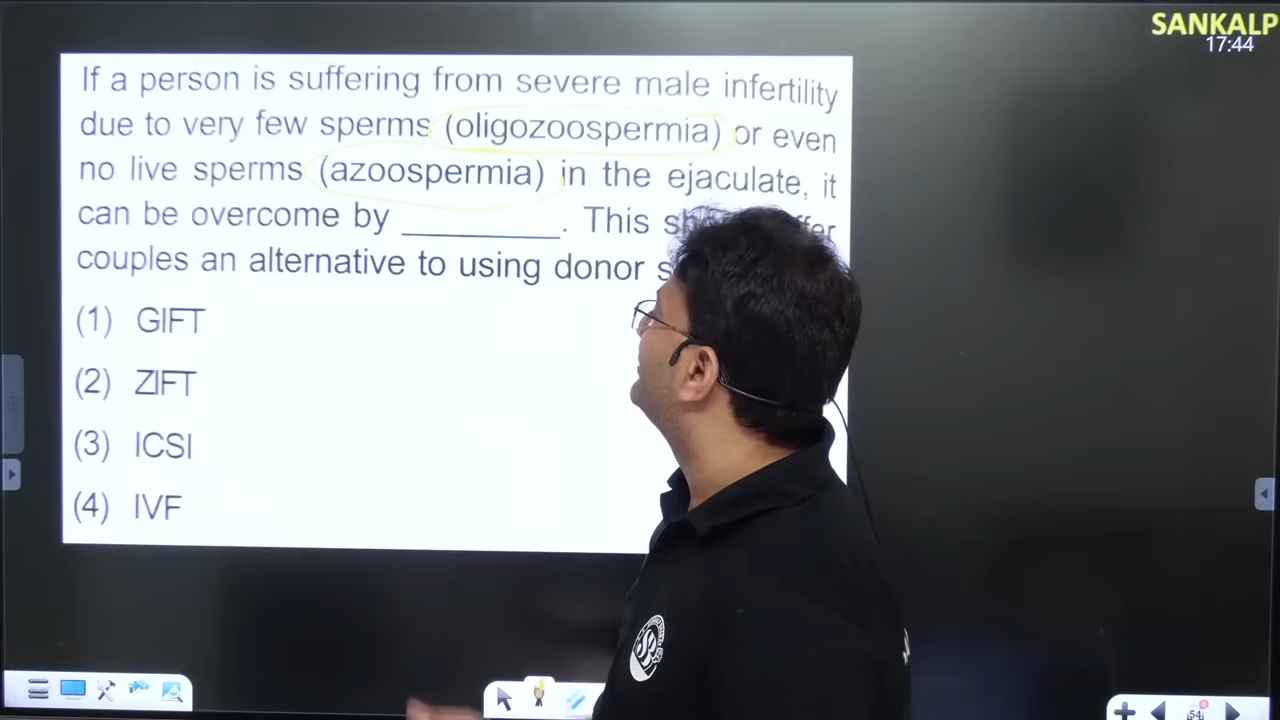 SANKALP
17:44
If a person is suffering from severe male infertility
due to very few sperms (oligozoospermia) or even
no live sperms (azoospermia) in the ejaculate, it
can be overcome by ________. This
couples an alternative to using donor
(1) GIFT
(2) ZIFT
(3) ICSI
(4) IVF
54